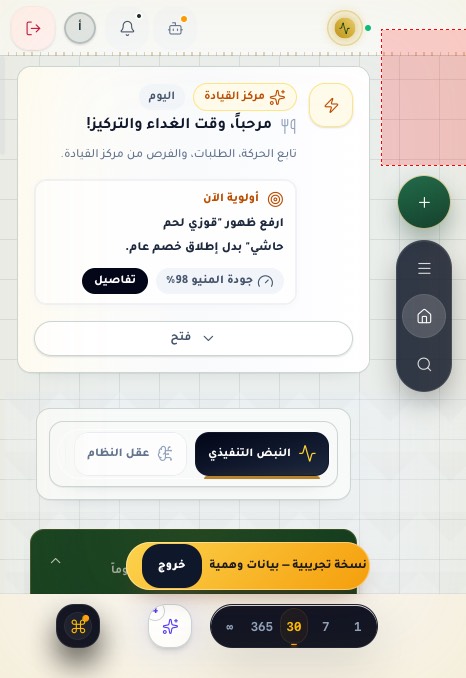 أ
مركز القيادة
اليوم
مرحباً، وقت الغداء والتركيز!
تابع الحركة، الطلبات، والفرص من مركز القيادة.
أولوية الآن
ارفع ظهور "قوزي لحم
حاشي" بدل إطلاق خصم عام.
جودة المنيو 98%
تفاصيل
فتح
النبض التنفيذي
عقل النظام
نسخة تجريبية — بيانات وهمية
خروج
1 7 30 365 ∞